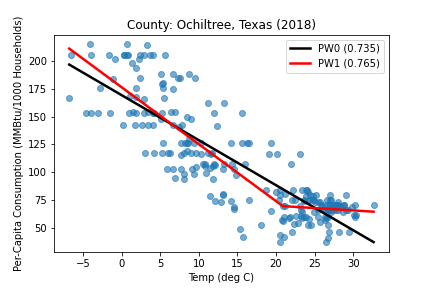 County: Ochiltree, Texas (2018)
PW0 (0.735)
PW1 (0.765)
Per-Capita Consumption (MMBtu/1000 Households)
200
175
150
125
100
75
50
−5 0 5 10 15 20 25 30
Temp (deg C)